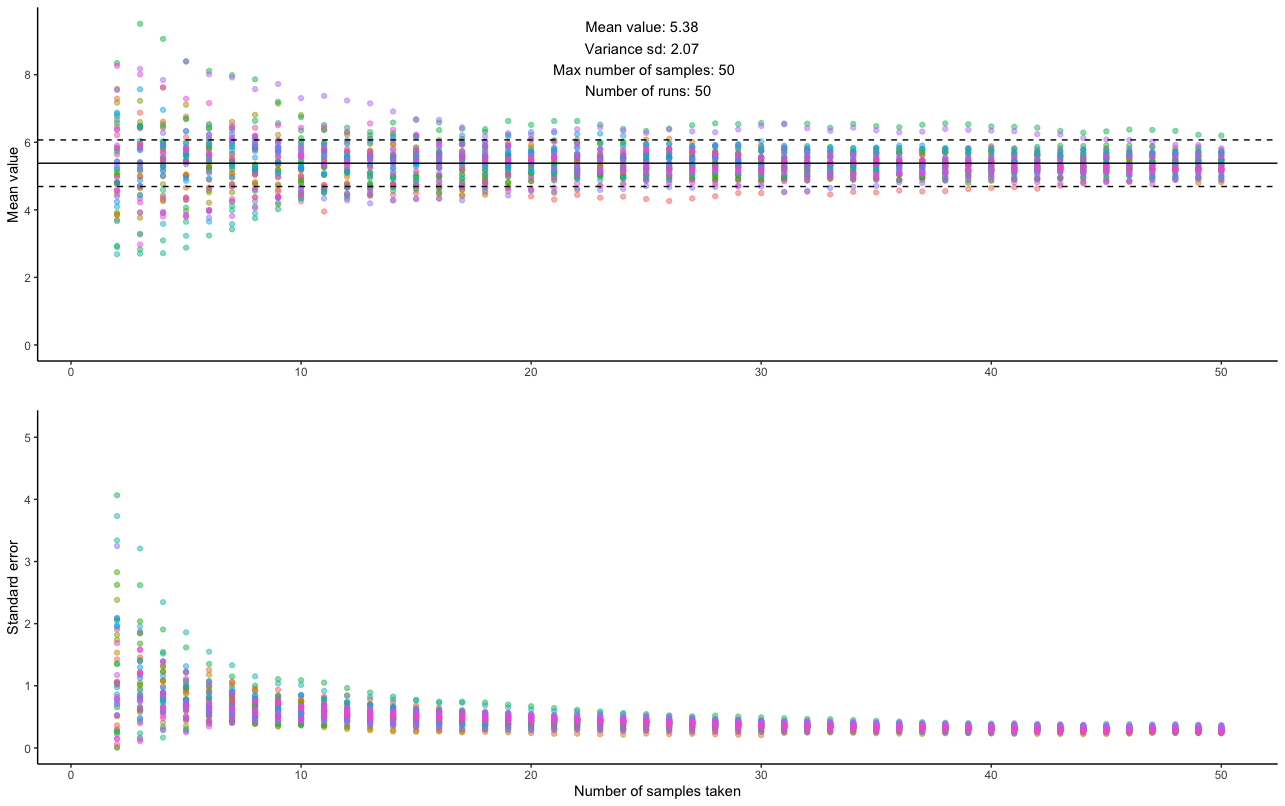 Mean value: 5.38
Variance sd: 2.07
Max number of samples: 50
Number of runs: 50
Mean value
8
6
4
2
0
0 10 20 30 40 50
Standard error
5
4
3
2
1
0
0 10 20 30 40 50
Number of samples taken